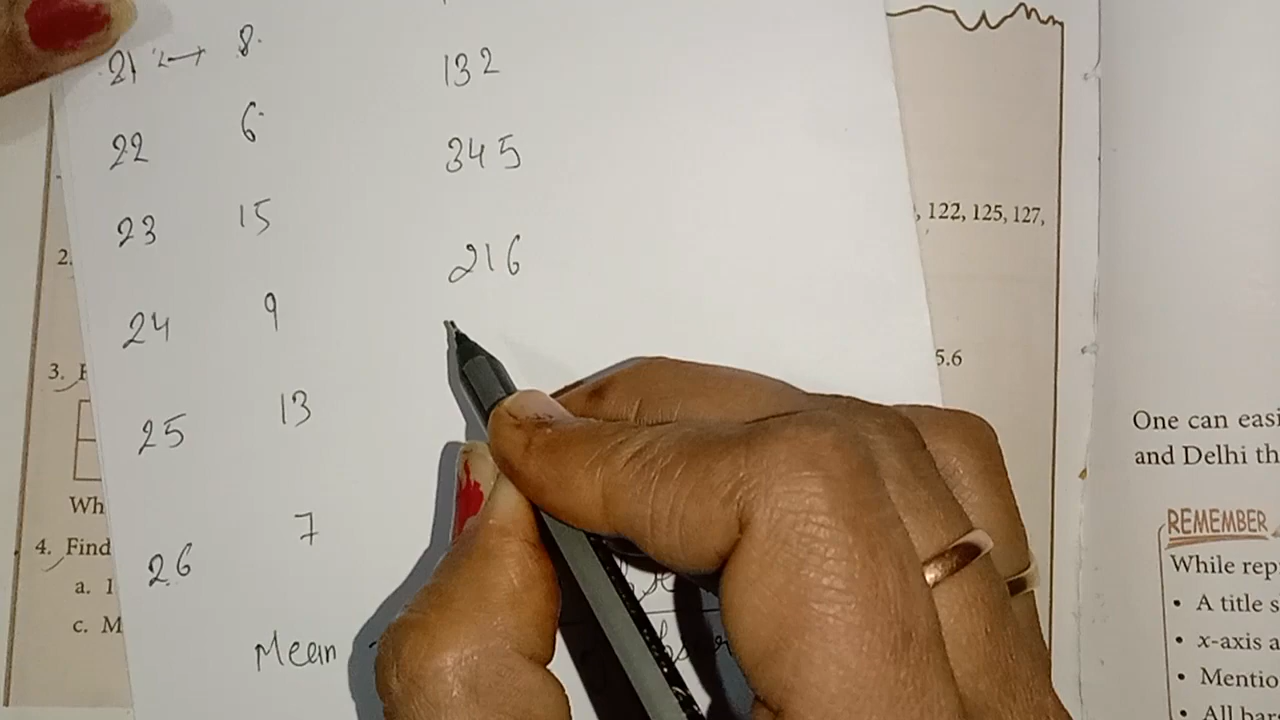 21 → 8
132
22 6
345
23 15
216
24 9
25 13
26 7
Mean
2.
3.
Wh
4. Find
a. 1
c. M
, 122, 125, 127,
5.6
One can easi
and Delhi th
REMEMBER
While rep
• A title s
• x-axis a
• Mentio
• All bar